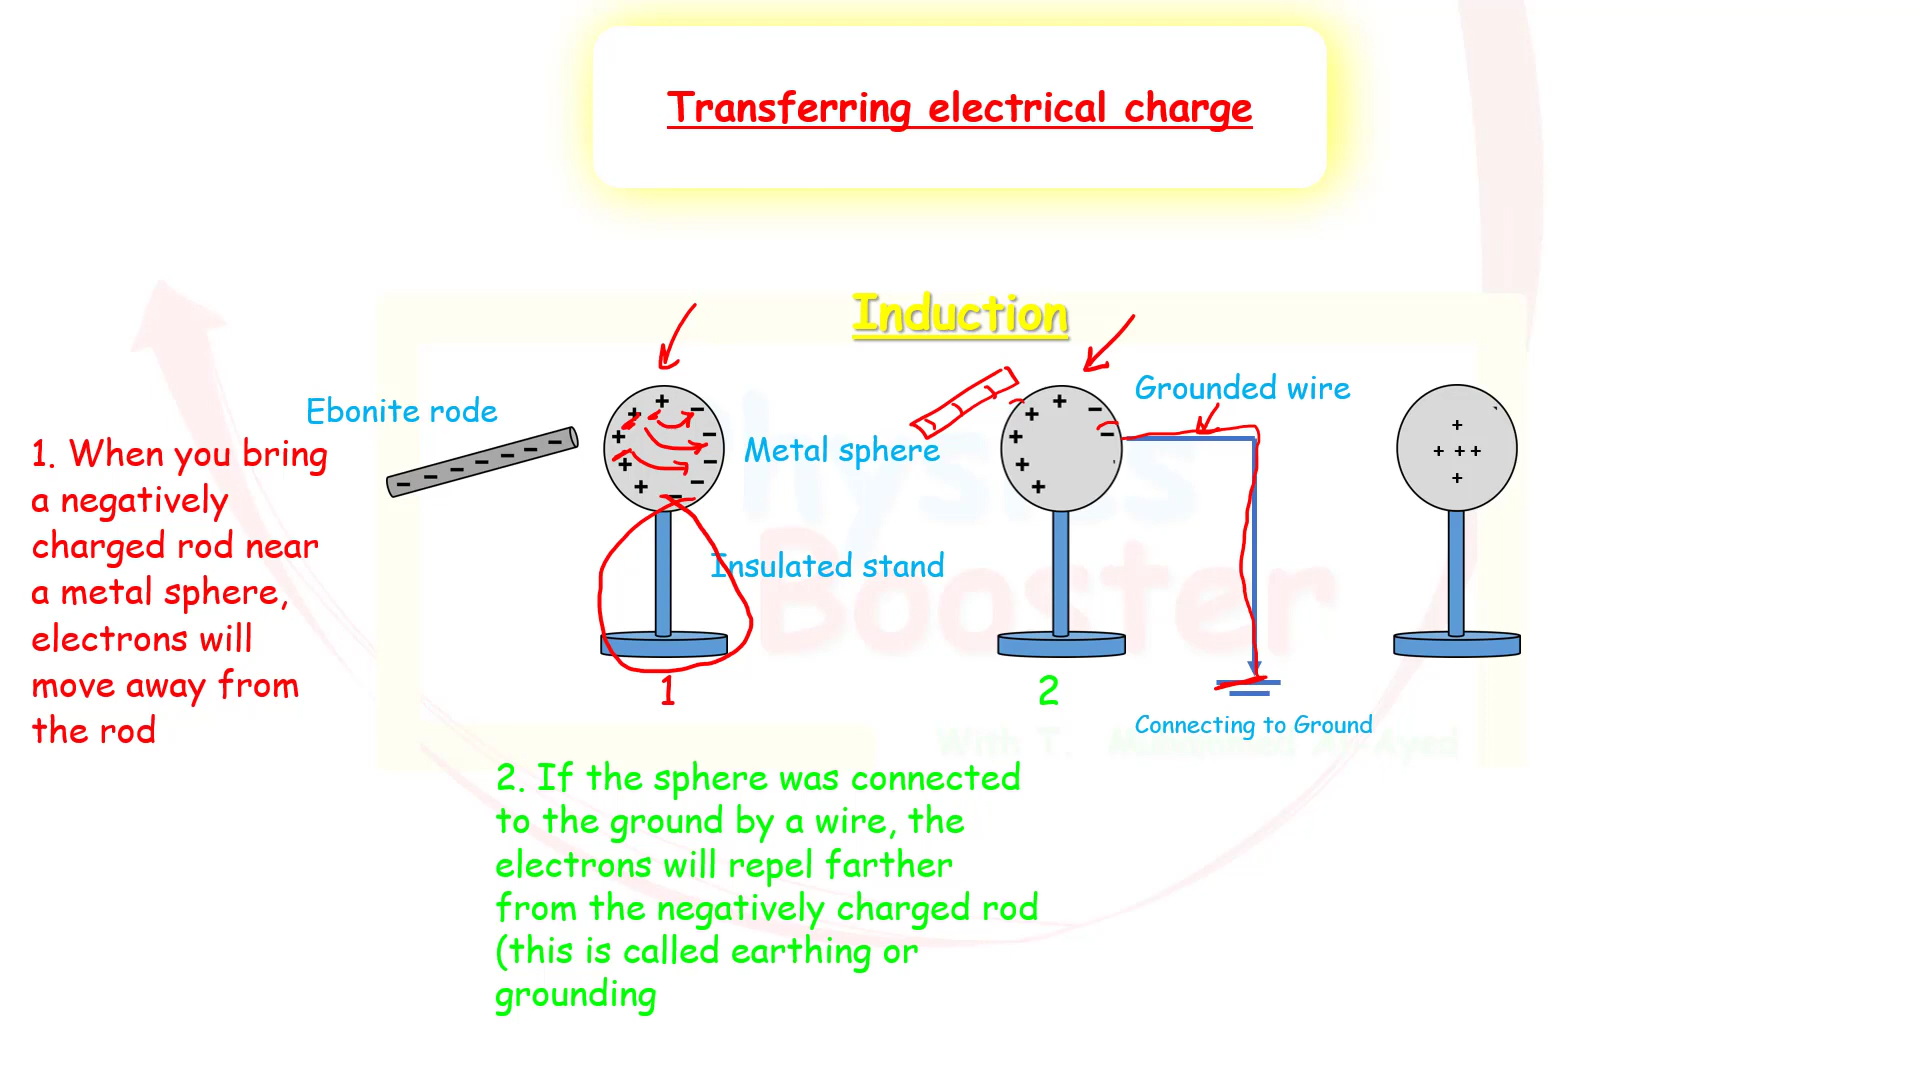 Transferring electrical charge
Induction
Ebonite rode
Metal sphere
Grounded wire
Insulated stand
1. When you bring
a negatively
charged rod near
a metal sphere,
electrons will
move away from
the rod
1
2
Connecting to Ground
2. If the sphere was connected
to the ground by a wire, the
electrons will repel farther
from the negatively charged rod
(this is called earthing or
grounding
Physics
Booster
With T.